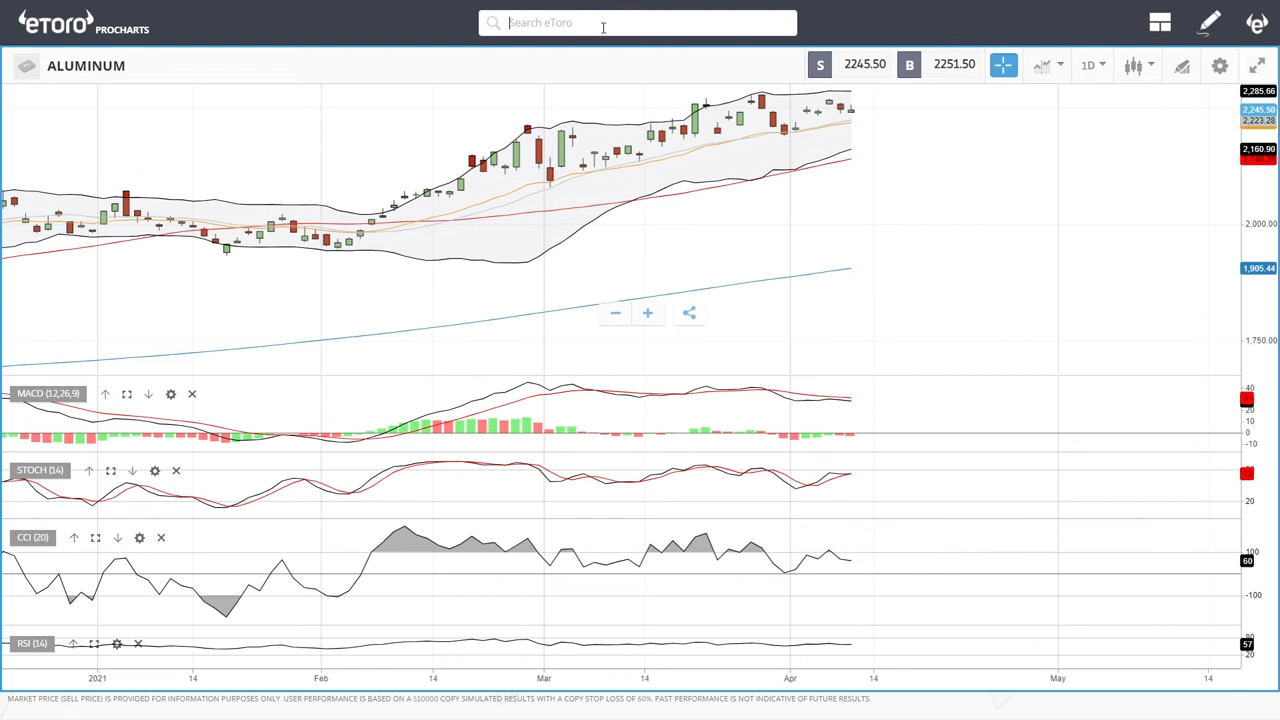 eToro PROCHARTS
Search eToro
ALUMINUM
S 2245.50 B 2251.50 1D
2,285.66
2,245.50
2,223.28
2,160.90
2,000.00
1,905.44
1,750.00
MACD (12,26,9)
40
31
20
10
0
-10
STOCH (14)
72
20
CCI (20)
100
60
-100
RSI (14)
80
57
20
2021 14 Feb 14 Mar 14 Apr 14 May 14
MARKET PRICE (SELL PRICE) IS PROVIDED FOR INFORMATION PURPOSES ONLY. USER PERFORMANCE IS BASED ON A $10000 COPY SIMULATED RESULTS WITH A COPY STOP LOSS OF 60%. PAST PERFORMANCE IS NOT INDICATIVE OF FUTURE RESULTS.